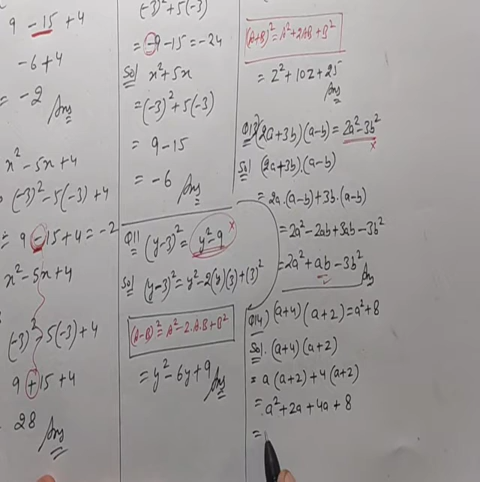 9 - 15 + 4
-6+4
= -2 Ans
x²-5x+4
(-3)²-5(-3)+4
= 9-15+4=-2
x²-5x+4
(-3)²-5(-3)+4
9+15+4
28 Ans
(-3)²+5(-3)
= -9-15=-24
Sol x²+5x
=(-3)²+5(-3)
= 9-15
= -6 Ans
Q11 (y-3)²= y²-9 x
Sol (y-3)²=y²-2(y)(3)+(3)²
(A-B)²=A²-2.A.B+B²
= y²-6y+9 Ans
(A+B)²=A²+2AB+B²
= z²+10z+25
Ans
Q13) (2a+3b)(a-b)= 2a²-3b² x
Sol (2a+3b).(a-b)
= 2a.(a-b)+3b.(a-b)
= 2a²-2ab+3ab-3b²
= 2a²+ab-3b² Ans
Q14) (a+4)(a+2)=a²+8
Sol. (a+4)(a+2)
= a(a+2)+4(a+2)
= a²+2a+4a+8
=